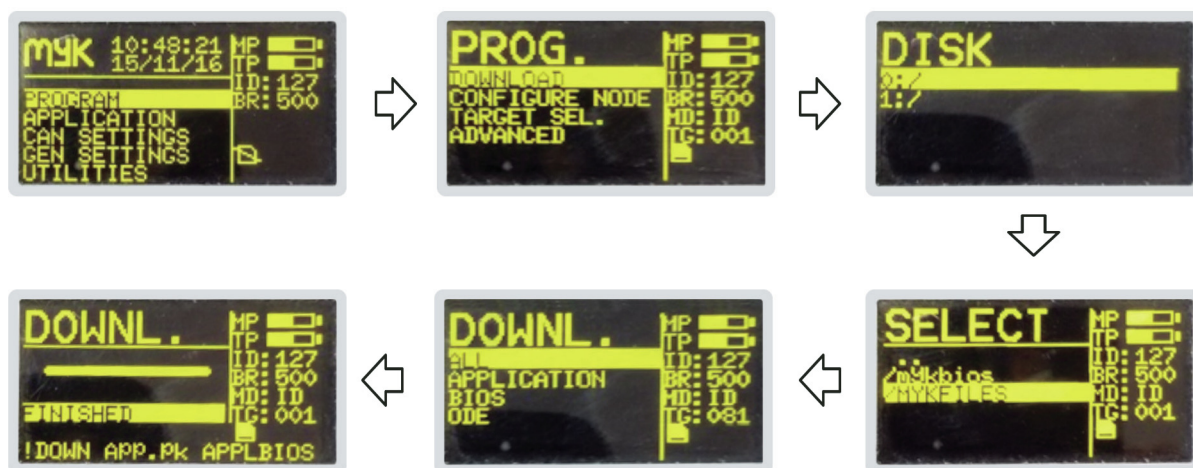 myk 10:48:21 MP
15/11/16 TP
ID:127
PROGRAM BR:500
APPLICATION
CAN SETTINGS
GEN SETTINGS
UTILITIES
PROG. MP
TP
DOWNLOAD ID:127
CONFIGURE NODE BR:500
TARGET SEL. MD:ID
ADVANCED TG:001
DISK
0:/
1:/
DOWNL. MP
TP
ID:127
BR:500
MD:ID
FINISHED TG:001
!DOWN App.pk APPLBIOS
DOWNL. MP
TP
ALL ID:127
APPLICATION BR:500
BIOS MD:ID
ODE TG:081
SELECT MP
TP
.. ID:127
/mykbios BR:500
/MYKFILES MD:ID
TG:001